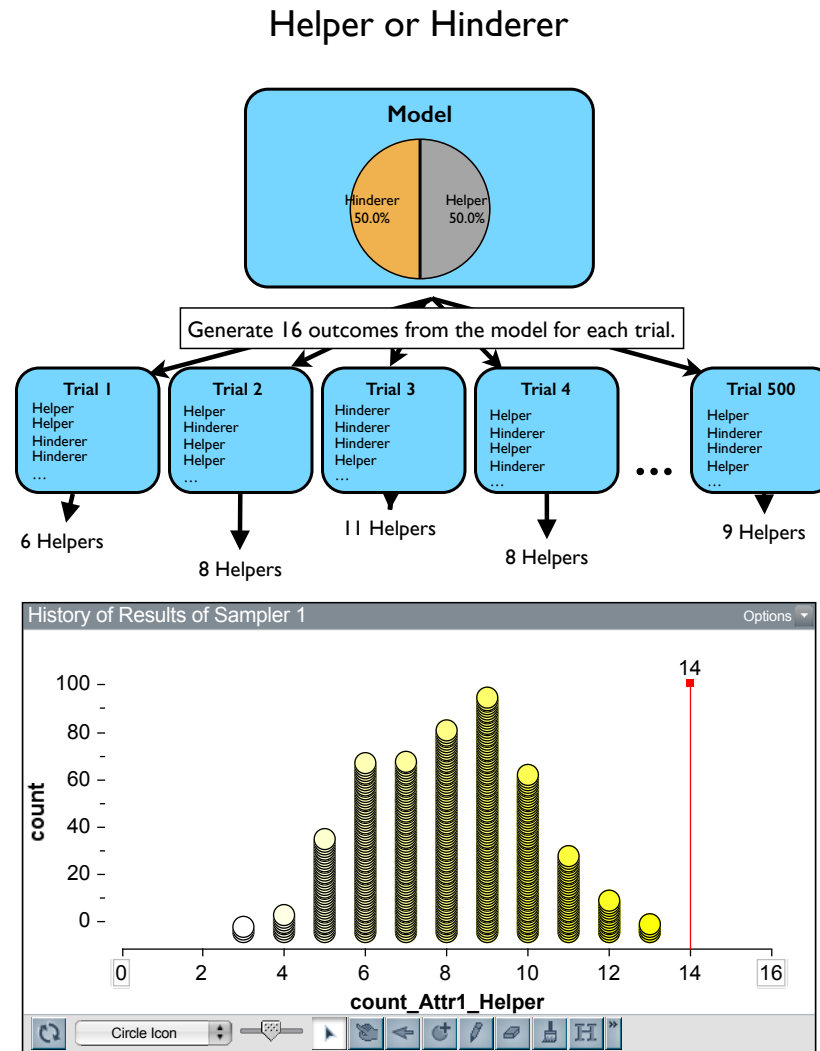 Helper or Hinderer
Model
Hinderer
50.0%
Helper
50.0%
Generate 16 outcomes from the model for each trial.
Trial 1
Helper
Helper
Hinderer
Hinderer
...
Trial 2
Helper
Hinderer
Helper
Helper
...
Trial 3
Hinderer
Hinderer
Hinderer
Helper
...
Trial 4
Helper
Hinderer
Helper
Hinderer
...
...
Trial 500
Helper
Hinderer
Hinderer
Helper
...
6 Helpers
8 Helpers
11 Helpers
8 Helpers
9 Helpers
History of Results of Sampler 1
Options
14
100
80
60
40
20
0
count
0 2 4 6 8 10 12 14 16
count_Attr1_Helper
Circle Icon
H
»